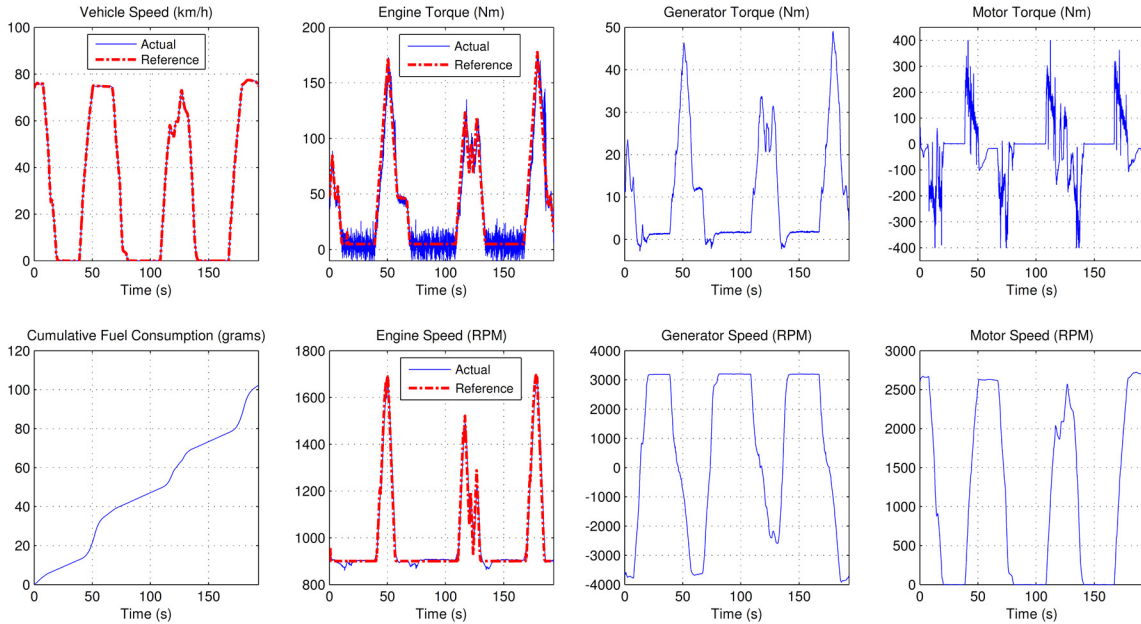 Vehicle Speed (km/h)
100
80
60
40
20
0
0 50 100 150
Time (s)
Actual
Reference
Engine Torque (Nm)
200
150
100
50
0
0 50 100 150
Time (s)
Actual
Reference
Generator Torque (Nm)
50
40
30
20
10
0
0 50 100 150
Time (s)
Motor Torque (Nm)
400
300
200
100
0
-100
-200
-300
-400
0 50 100 150
Time (s)
Cumulative Fuel Consumption (grams)
120
100
80
60
40
20
0
0 50 100 150
Time (s)
Engine Speed (RPM)
1800
1600
1400
1200
1000
800
0 50 100 150
Time (s)
Actual
Reference
Generator Speed (RPM)
4000
3000
2000
1000
0
-1000
-2000
-3000
-4000
0 50 100 150
Time (s)
Motor Speed (RPM)
3000
2500
2000
1500
1000
500
0
0 50 100 150
Time (s)